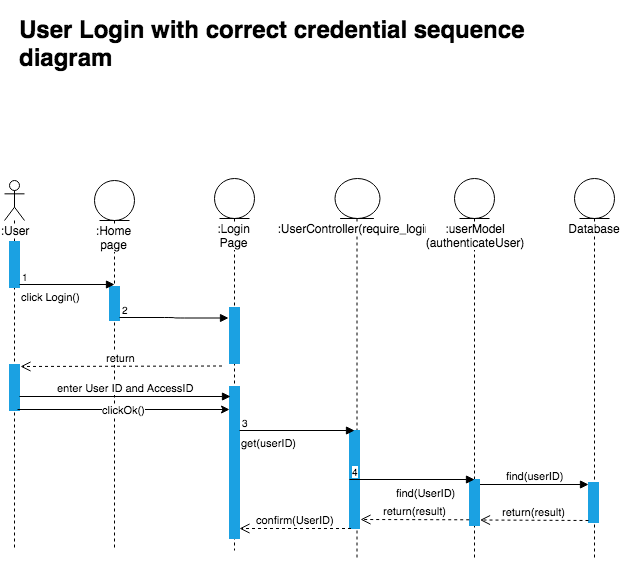 User Login with correct credential sequence
diagram
:User
:Home
page
:Login
Page
:UserController(require_logi
:userModel
(authenticateUser)
Database
1
click Login()
2
return
enter User ID and AccessID
clickOk()
3
get(userID)
4
find(UserID)
find(userID)
return(result)
return(result)
confirm(UserID)